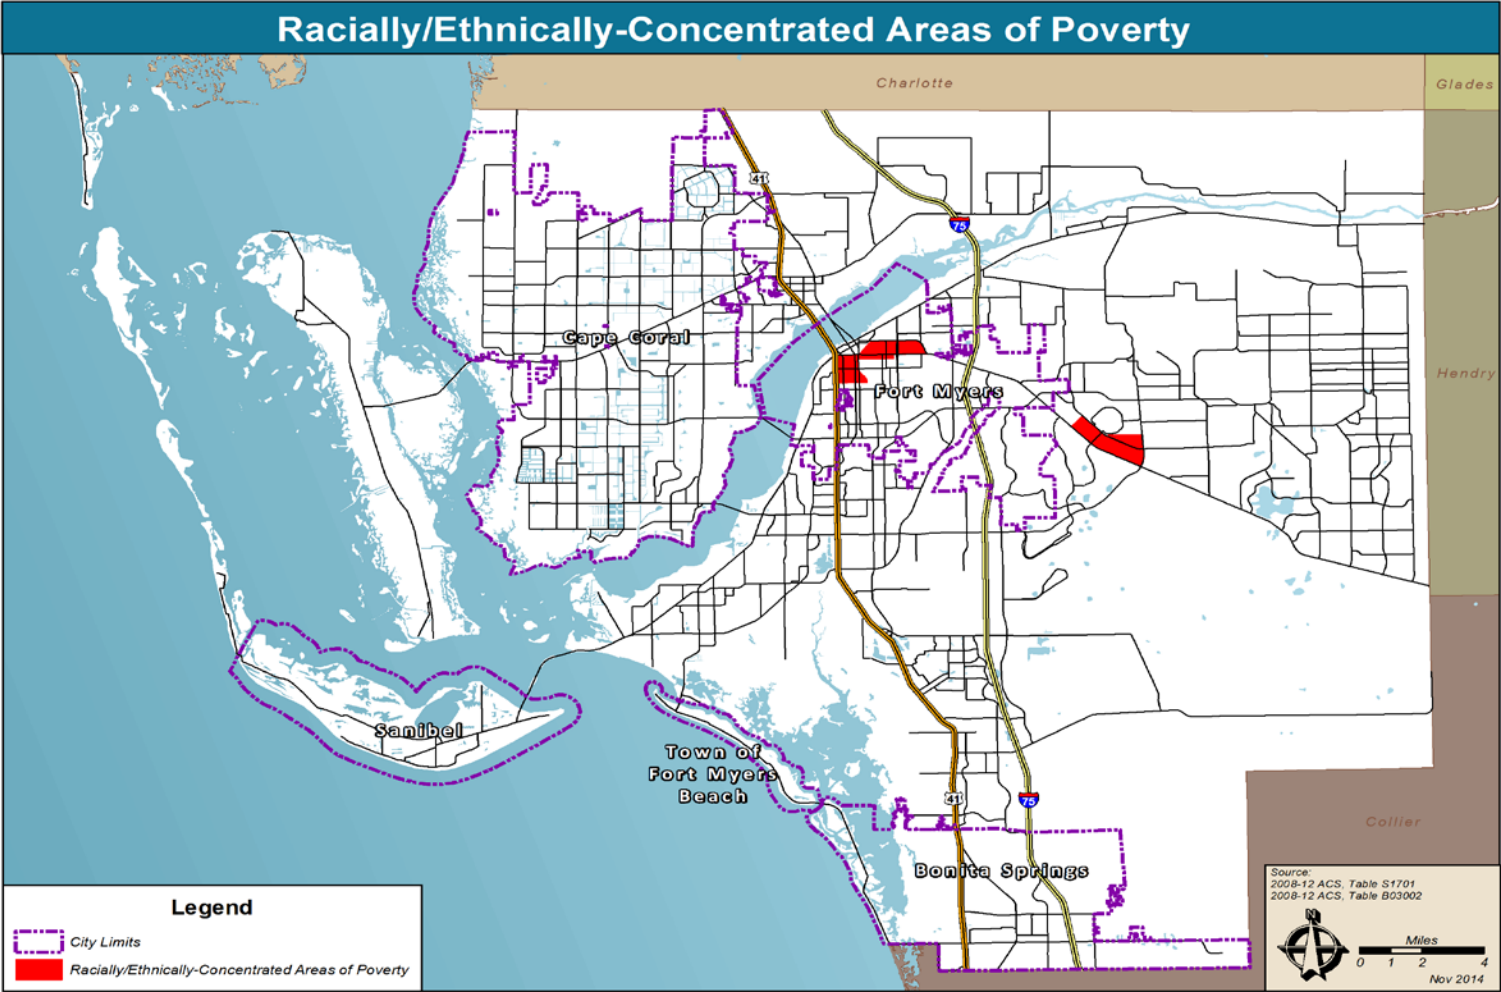 Racially/Ethnically-Concentrated Areas of Poverty
Charlotte
Glades
41
75
Cape Coral
Hendry
Fort Myers
Sanibel
Town of
Fort Myers
Beach
41
75
Collier
Bonita Springs
Source:
2008-12 ACS, Table S1701
2008-12 ACS, Table B03002
N
Miles
0 1 2 4
Nov 2014
Legend
City Limits
Racially/Ethnically-Concentrated Areas of Poverty